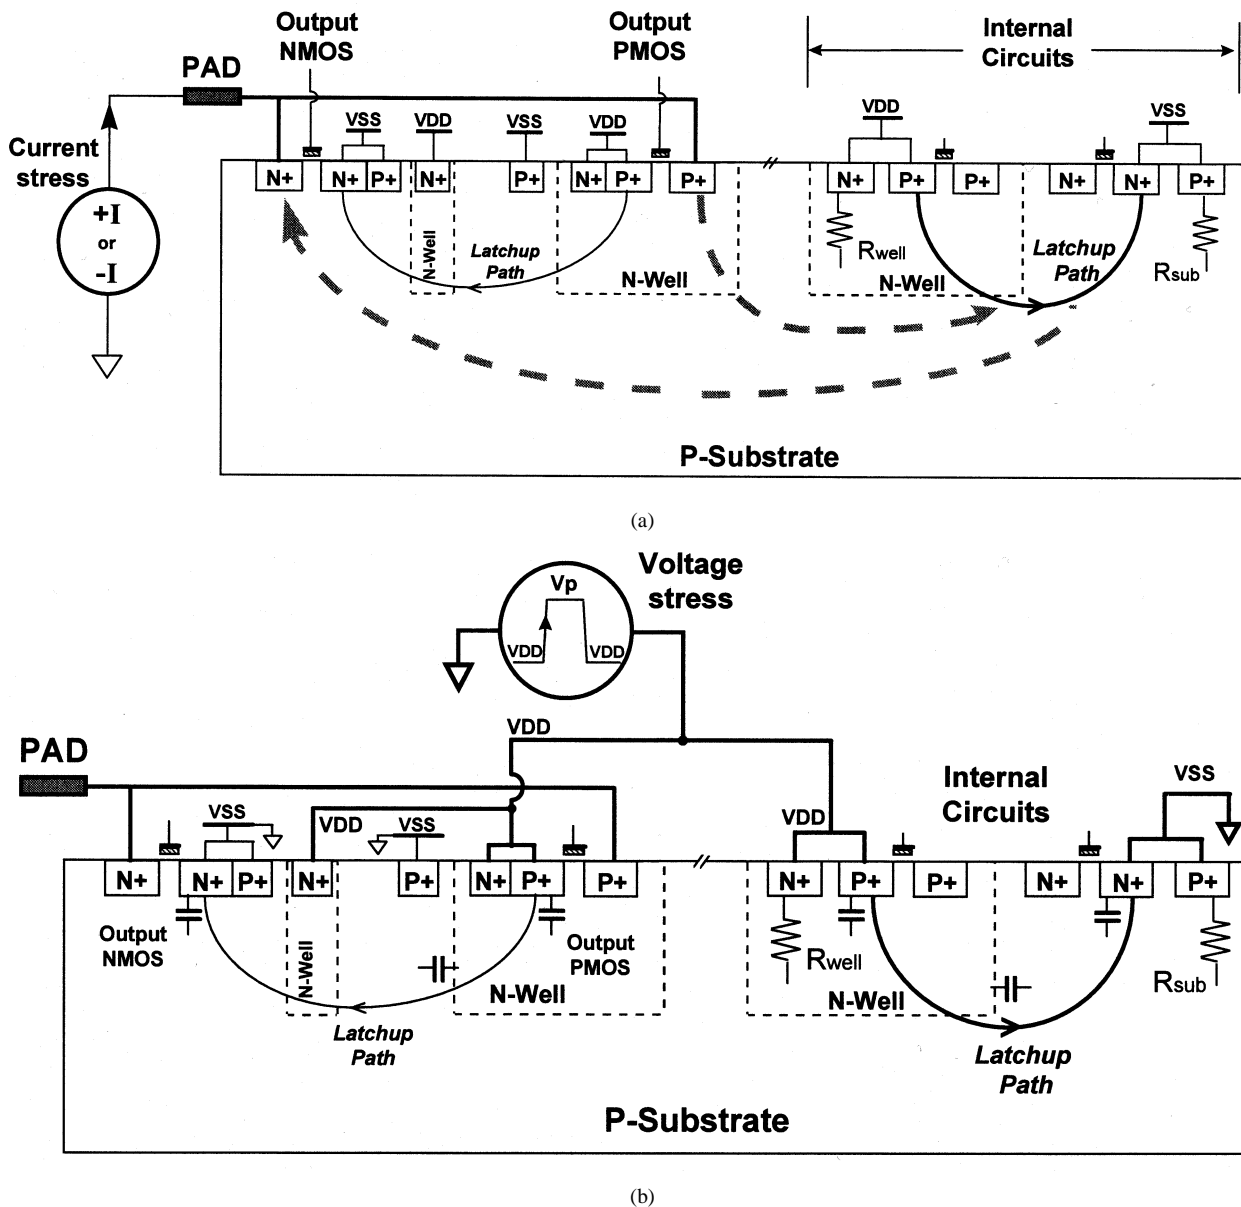 Output NMOS
Output PMOS
Internal Circuits
PAD
Current stress
+I
or
-I
VSS
VDD
VSS
VDD
VDD
VSS
N+
N+
P+
N+
P+
N+
P+
P+
N+
P+
P+
N+
N+
P+
N-Well
Latchup Path
N-Well
Rwell
N-Well
Latchup Path
Rsub
P-Substrate
(a)
Voltage stress
Vp
VDD
VDD
VDD
PAD
Internal Circuits
VSS
VSS
VDD
VSS
VDD
N+
N+
P+
N+
P+
N+
P+
P+
N+
P+
P+
N+
N+
P+
Output NMOS
N-Well
Output PMOS
N-Well
Rwell
N-Well
Rsub
Latchup Path
Latchup Path
P-Substrate
(b)